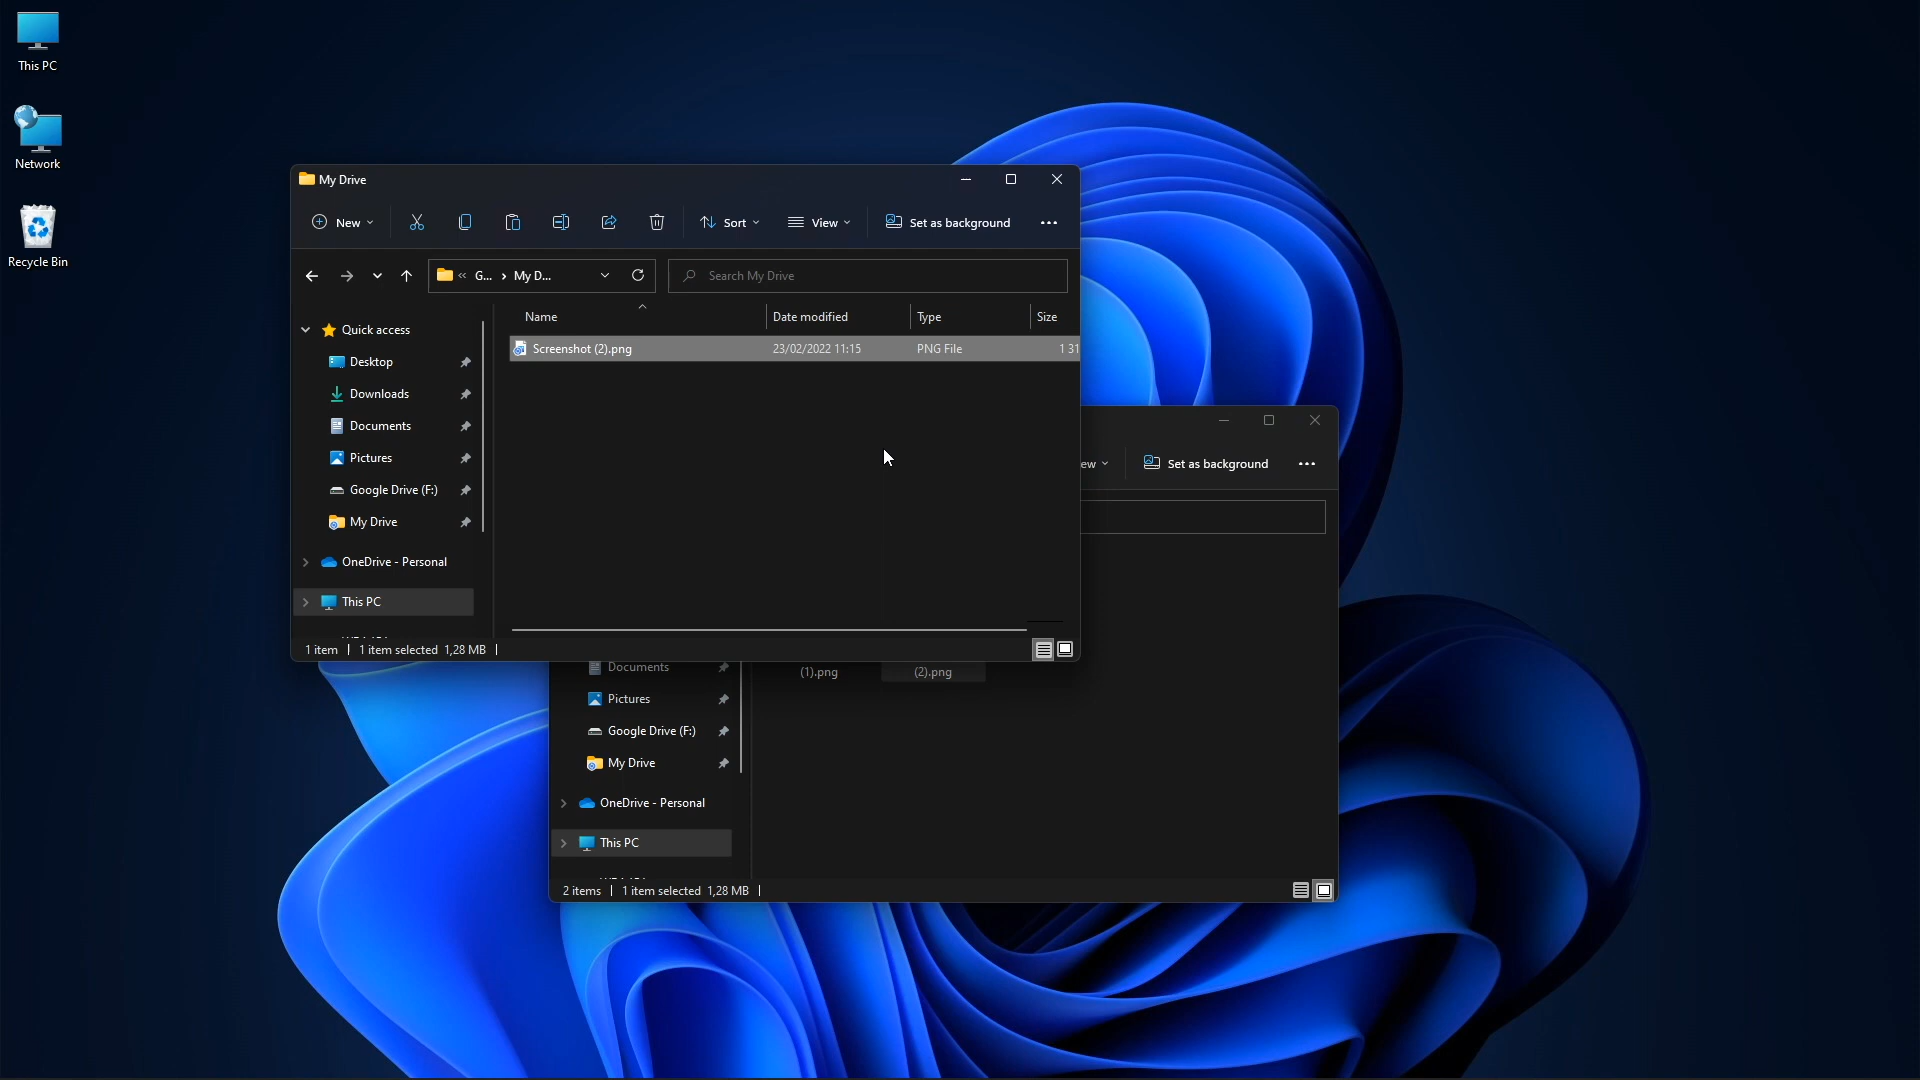 This PC
Network
Recycle Bin
My Drive
New
Sort
View
Set as background
G...
My D...
Search My Drive
Name
Date modified
Type
Size
Screenshot (2).png
23/02/2022 11:15
PNG File
1 31
Quick access
Desktop
Downloads
Documents
Pictures
Google Drive (F:)
My Drive
OneDrive - Personal
This PC
1 item
1 item selected 1,28 MB
ew
Set as background
Documents
(1).png
(2).png
Pictures
Google Drive (F:)
My Drive
OneDrive - Personal
This PC
2 items
1 item selected 1,28 MB